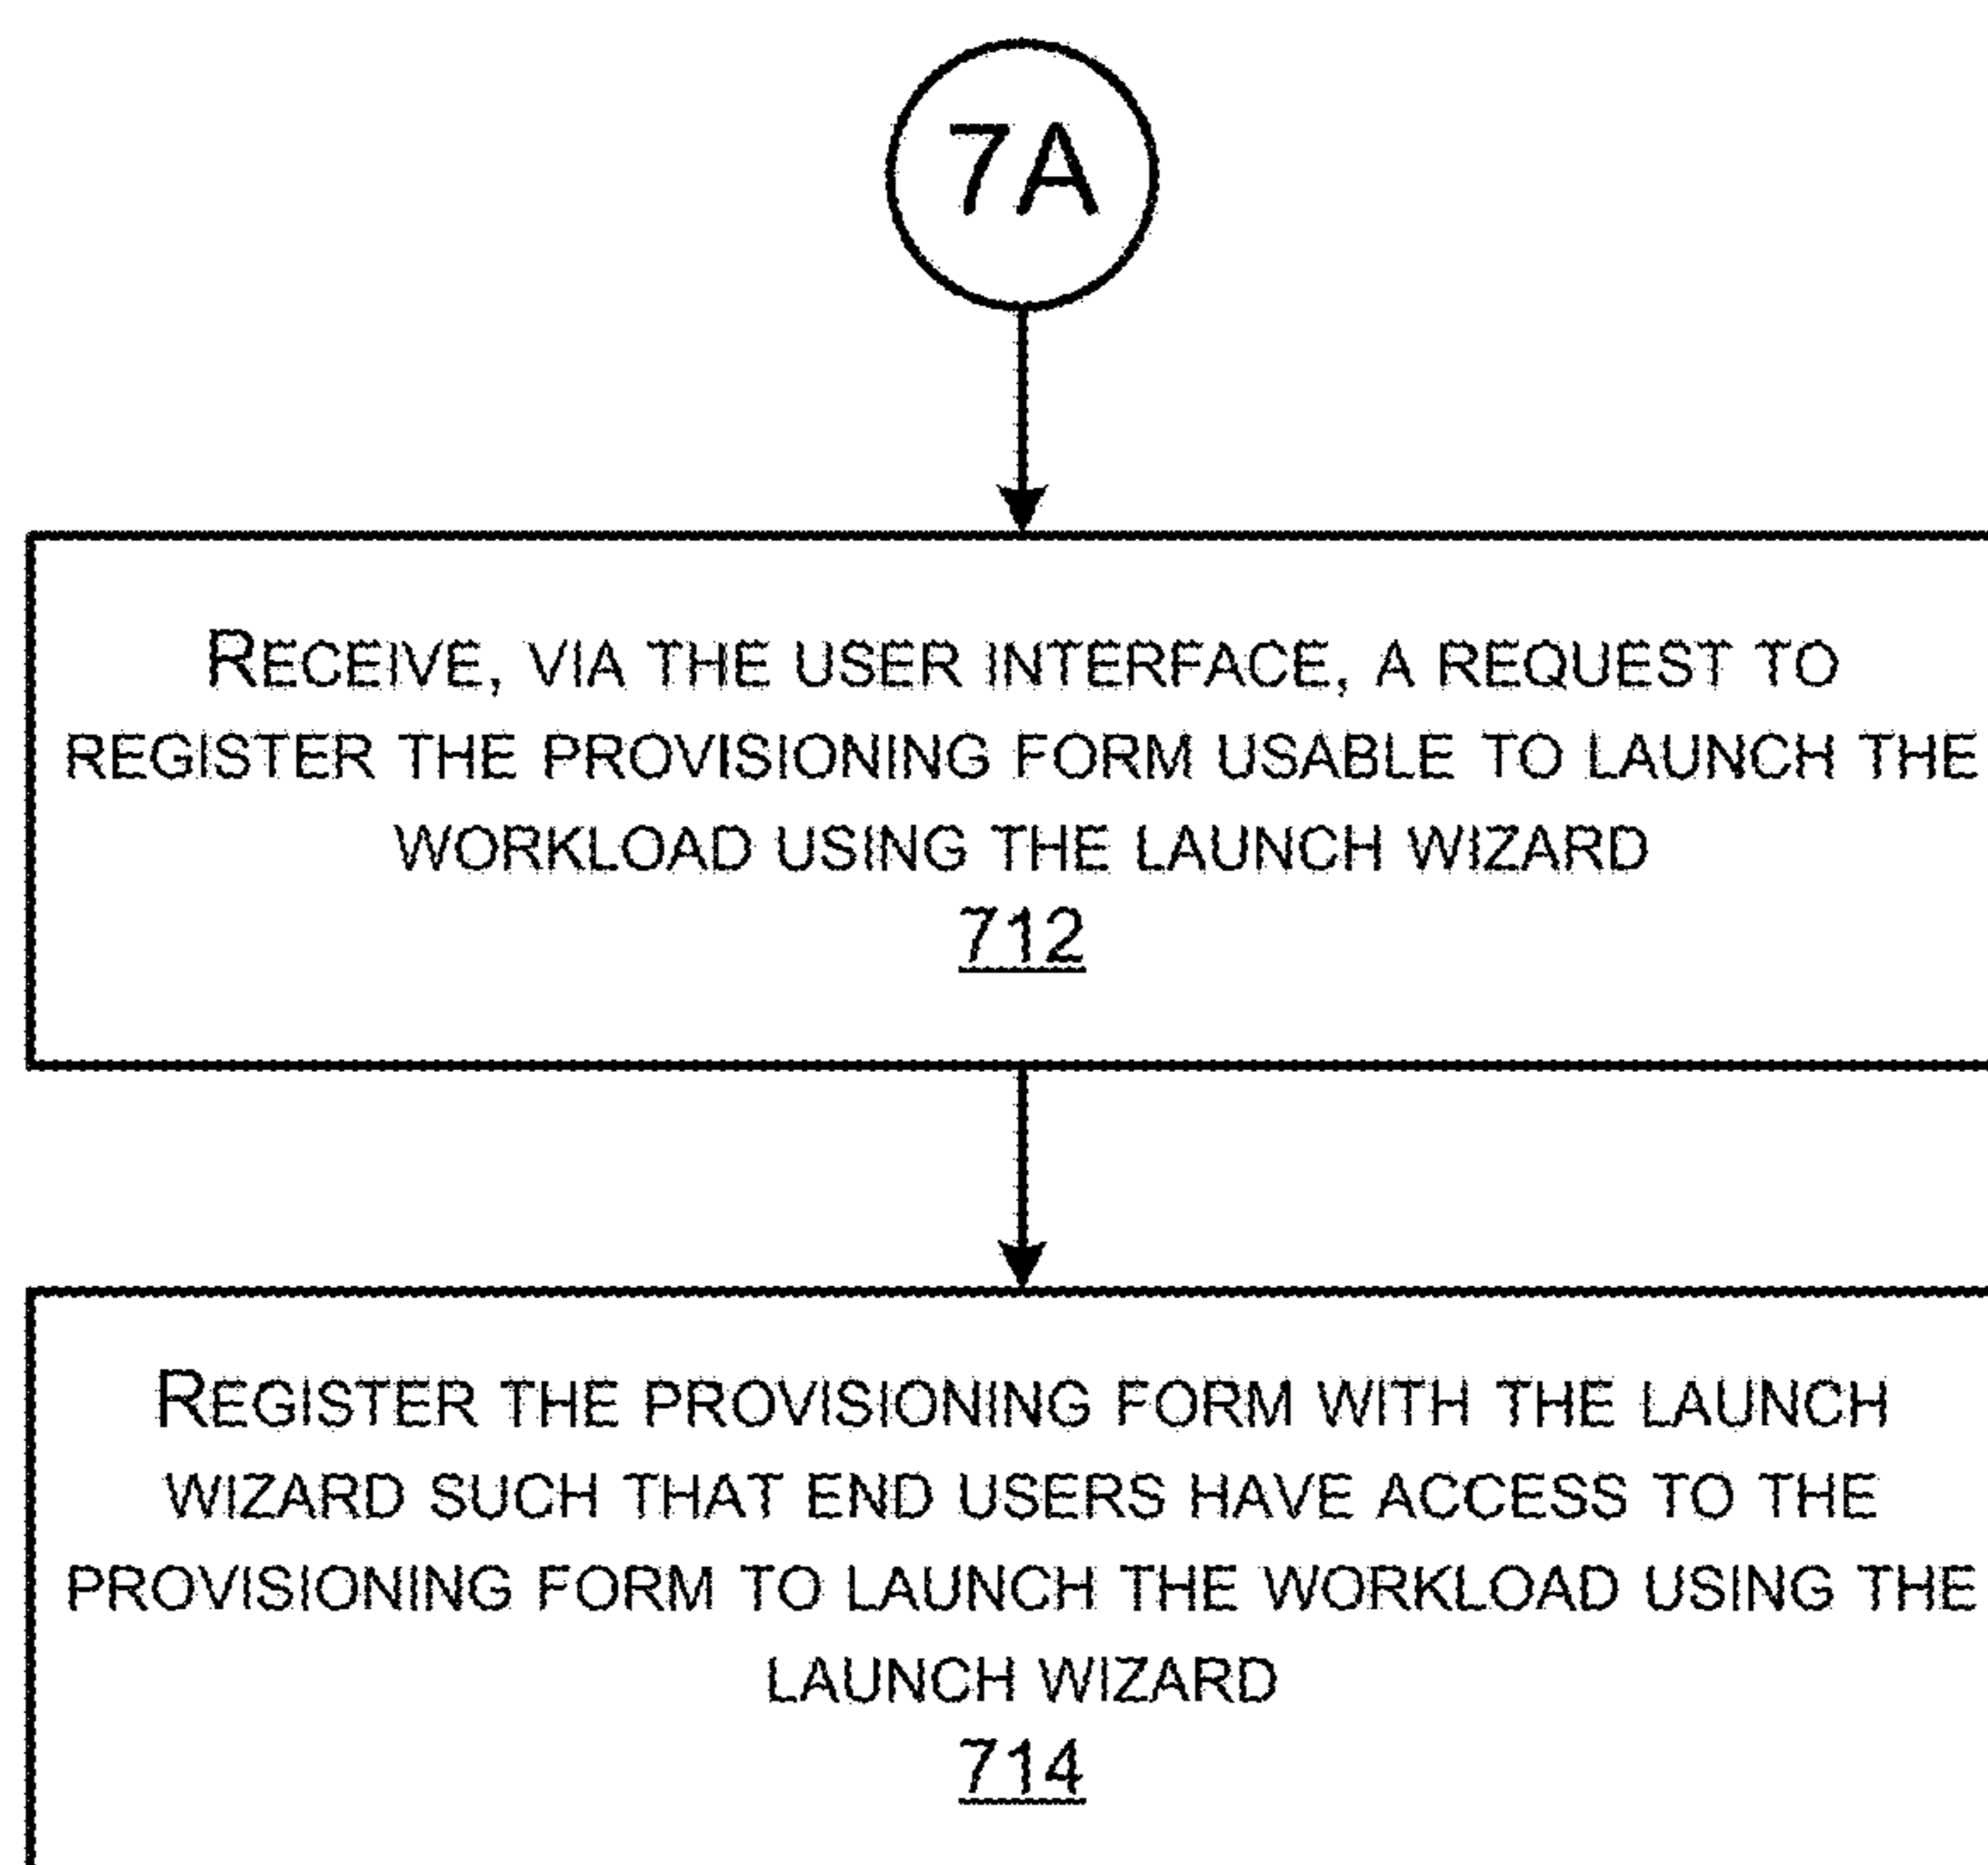 7A
RECEIVE, VIA THE USER INTERFACE, A REQUEST TO
REGISTER THE PROVISIONING FORM USABLE TO LAUNCH THE
WORKLOAD USING THE LAUNCH WIZARD
712
REGISTER THE PROVISIONING FORM WITH THE LAUNCH
WIZARD SUCH THAT END USERS HAVE ACCESS TO THE
PROVISIONING FORM TO LAUNCH THE WORKLOAD USING THE
LAUNCH WIZARD
714